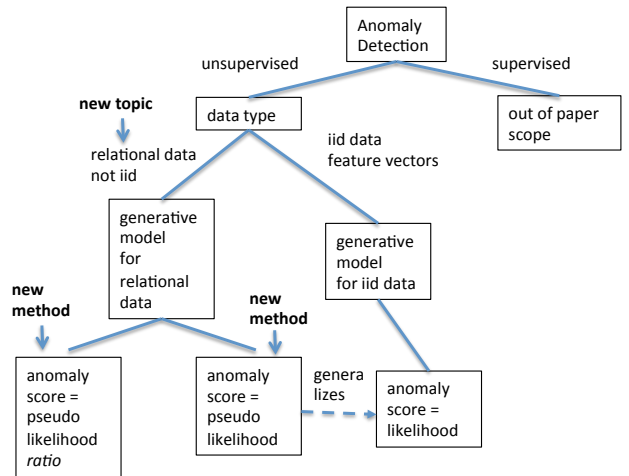 Anomaly
Detection
unsupervised
supervised
new topic
data type
out of paper
scope
relational data
not iid
iid data
feature vectors
generative
model
for
relational
data
generative
model
for iid data
new
method
new
method
anomaly
score =
pseudo
likelihood
ratio
anomaly
score =
pseudo
likelihood
genera
lizes
anomaly
score =
likelihood